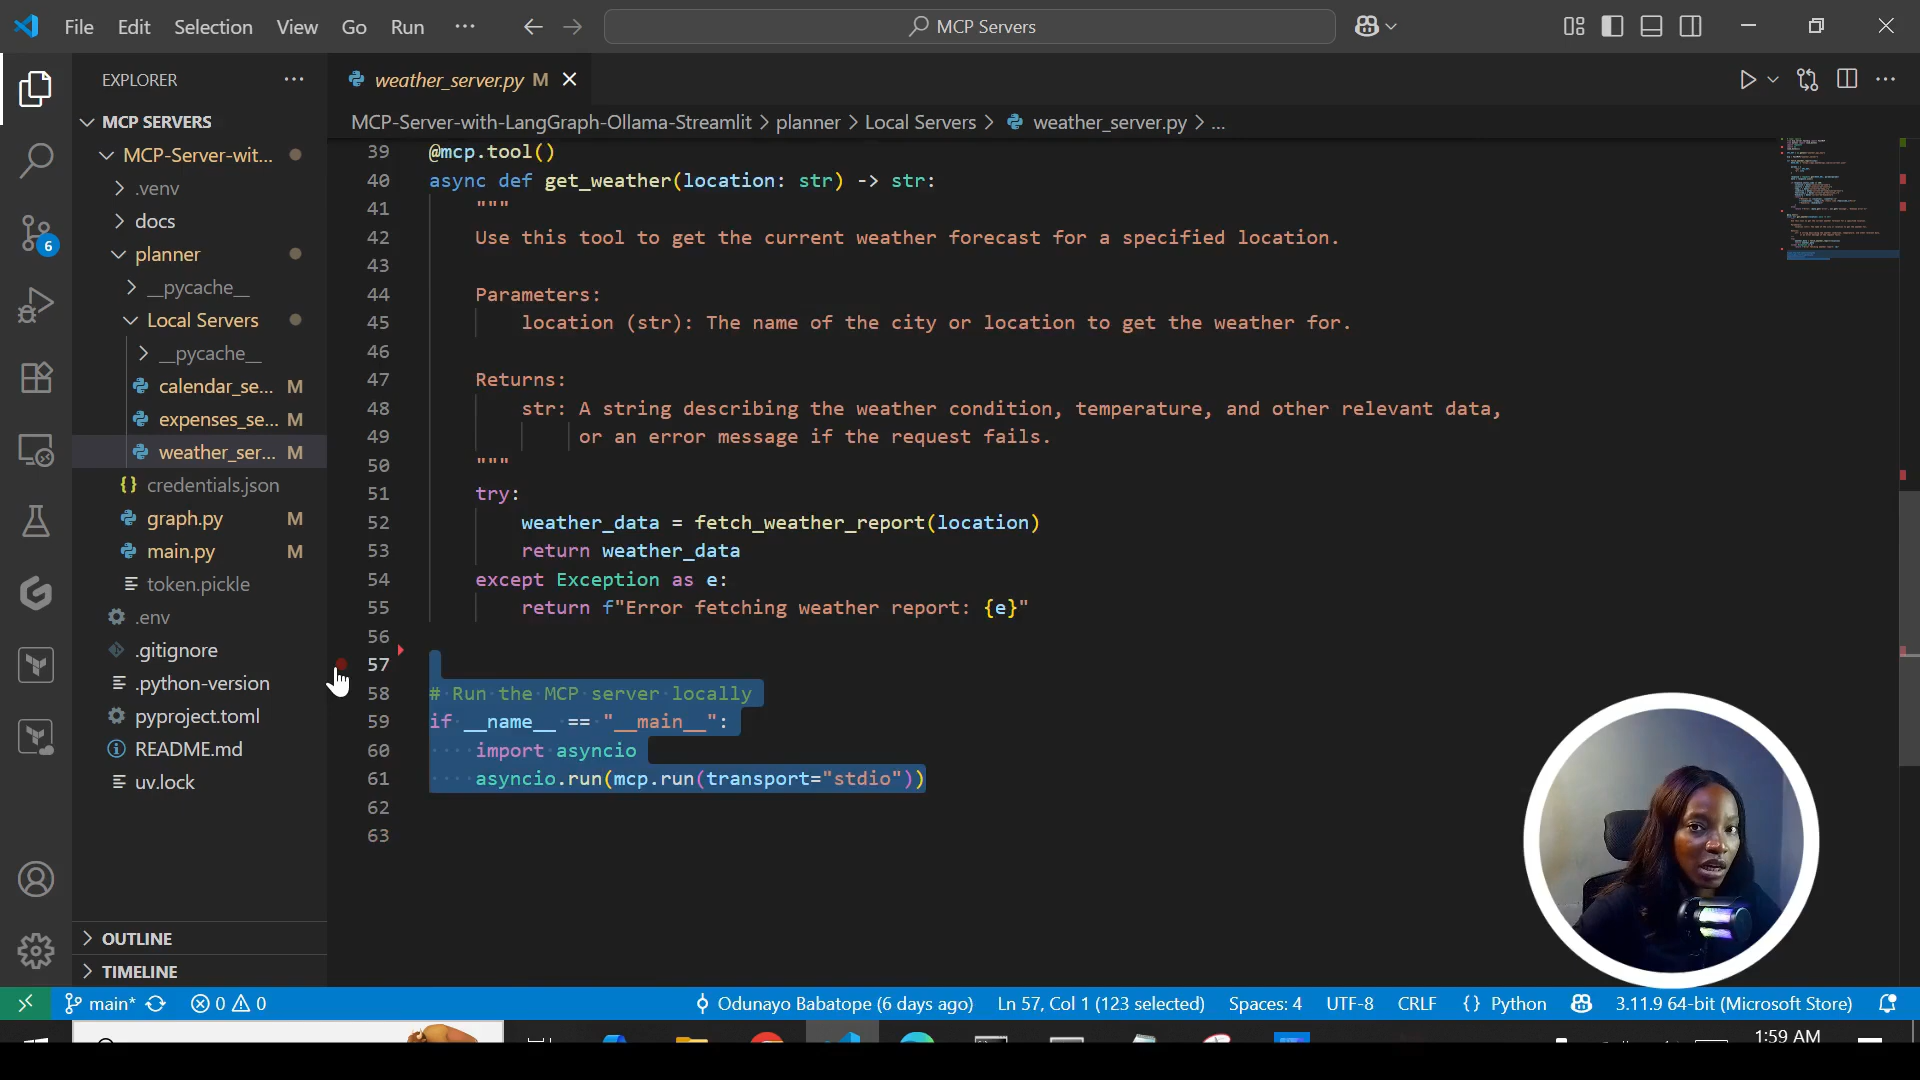 File Edit Selection View Go Run ··· MCP Servers
EXPLORER ···
weather_server.py M
MCP SERVERS
MCP-Server-with-LangGraph-Ollama-Streamlit > planner > Local Servers > weather_server.py > ...
MCP-Server-wit...
.venv
docs
planner
__pycache__
Local Servers
__pycache__
calendar_se... M
expenses_se... M
weather_ser... M
credentials.json
graph.py M
main.py M
token.pickle
.env
.gitignore
.python-version
pyproject.toml
README.md
uv.lock
OUTLINE
TIMELINE
6
39 @mcp.tool()
40 async def get_weather(location: str) -> str:
41 """
42 Use this tool to get the current weather forecast for a specified location.
43
44 Parameters:
45 location (str): The name of the city or location to get the weather for.
46
47 Returns:
48 str: A string describing the weather condition, temperature, and other relevant data,
49 or an error message if the request fails.
50 """
51 try:
52 weather_data = fetch_weather_report(location)
53 return weather_data
54 except Exception as e:
55 return f"Error fetching weather report: {e}"
56
57
58 # Run the MCP server locally
59 if __name__ == "__main__":
60 import asyncio
61 asyncio.run(mcp.run(transport="stdio"))
62
63
main* 0 0 Odunayo Babatope (6 days ago) Ln 57, Col 1 (123 selected) Spaces: 4 UTF-8 CRLF {} Python 3.11.9 64-bit (Microsoft Store)
1:59 AM